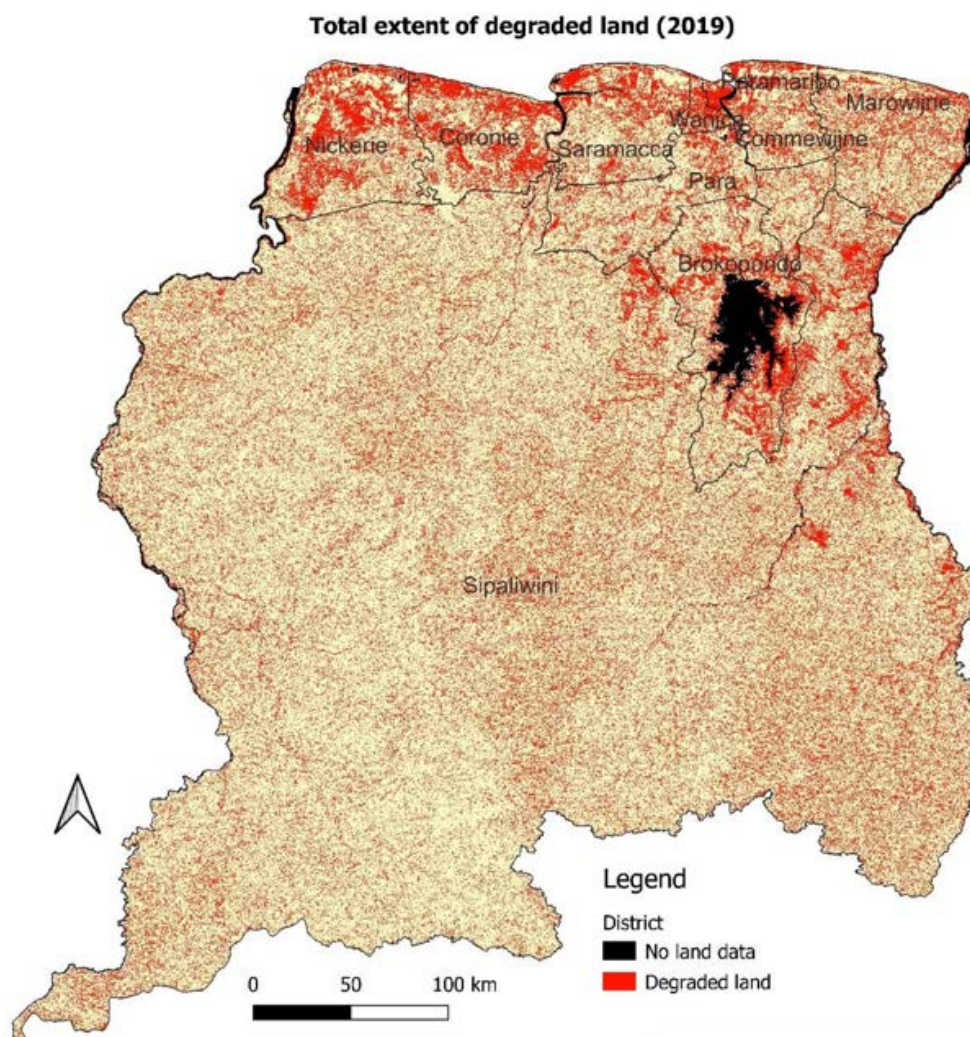 Total extent of degraded land (2019)
Paramaribo
Marowijne
Wanica
Nickerie
Coronie
Saramacca
Commewijne
Para
Brokopondo
Sipaliwini
Legend
District
No land data
Degraded land
0 50 100 km